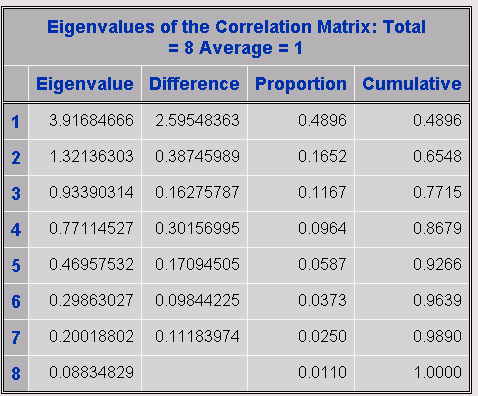 Eigenvalues of the Correlation Matrix: Total
= 8 Average = 1
Eigenvalue Difference Proportion Cumulative
1 3.91684666 2.59548363 0.4896 0.4896
2 1.32136303 0.38745989 0.1652 0.6548
3 0.93390314 0.16275787 0.1167 0.7715
4 0.77114527 0.30156995 0.0964 0.8679
5 0.46957532 0.17094505 0.0587 0.9266
6 0.29863027 0.09844225 0.0373 0.9639
7 0.20018802 0.11183974 0.0250 0.9890
8 0.08834829 0.0110 1.0000